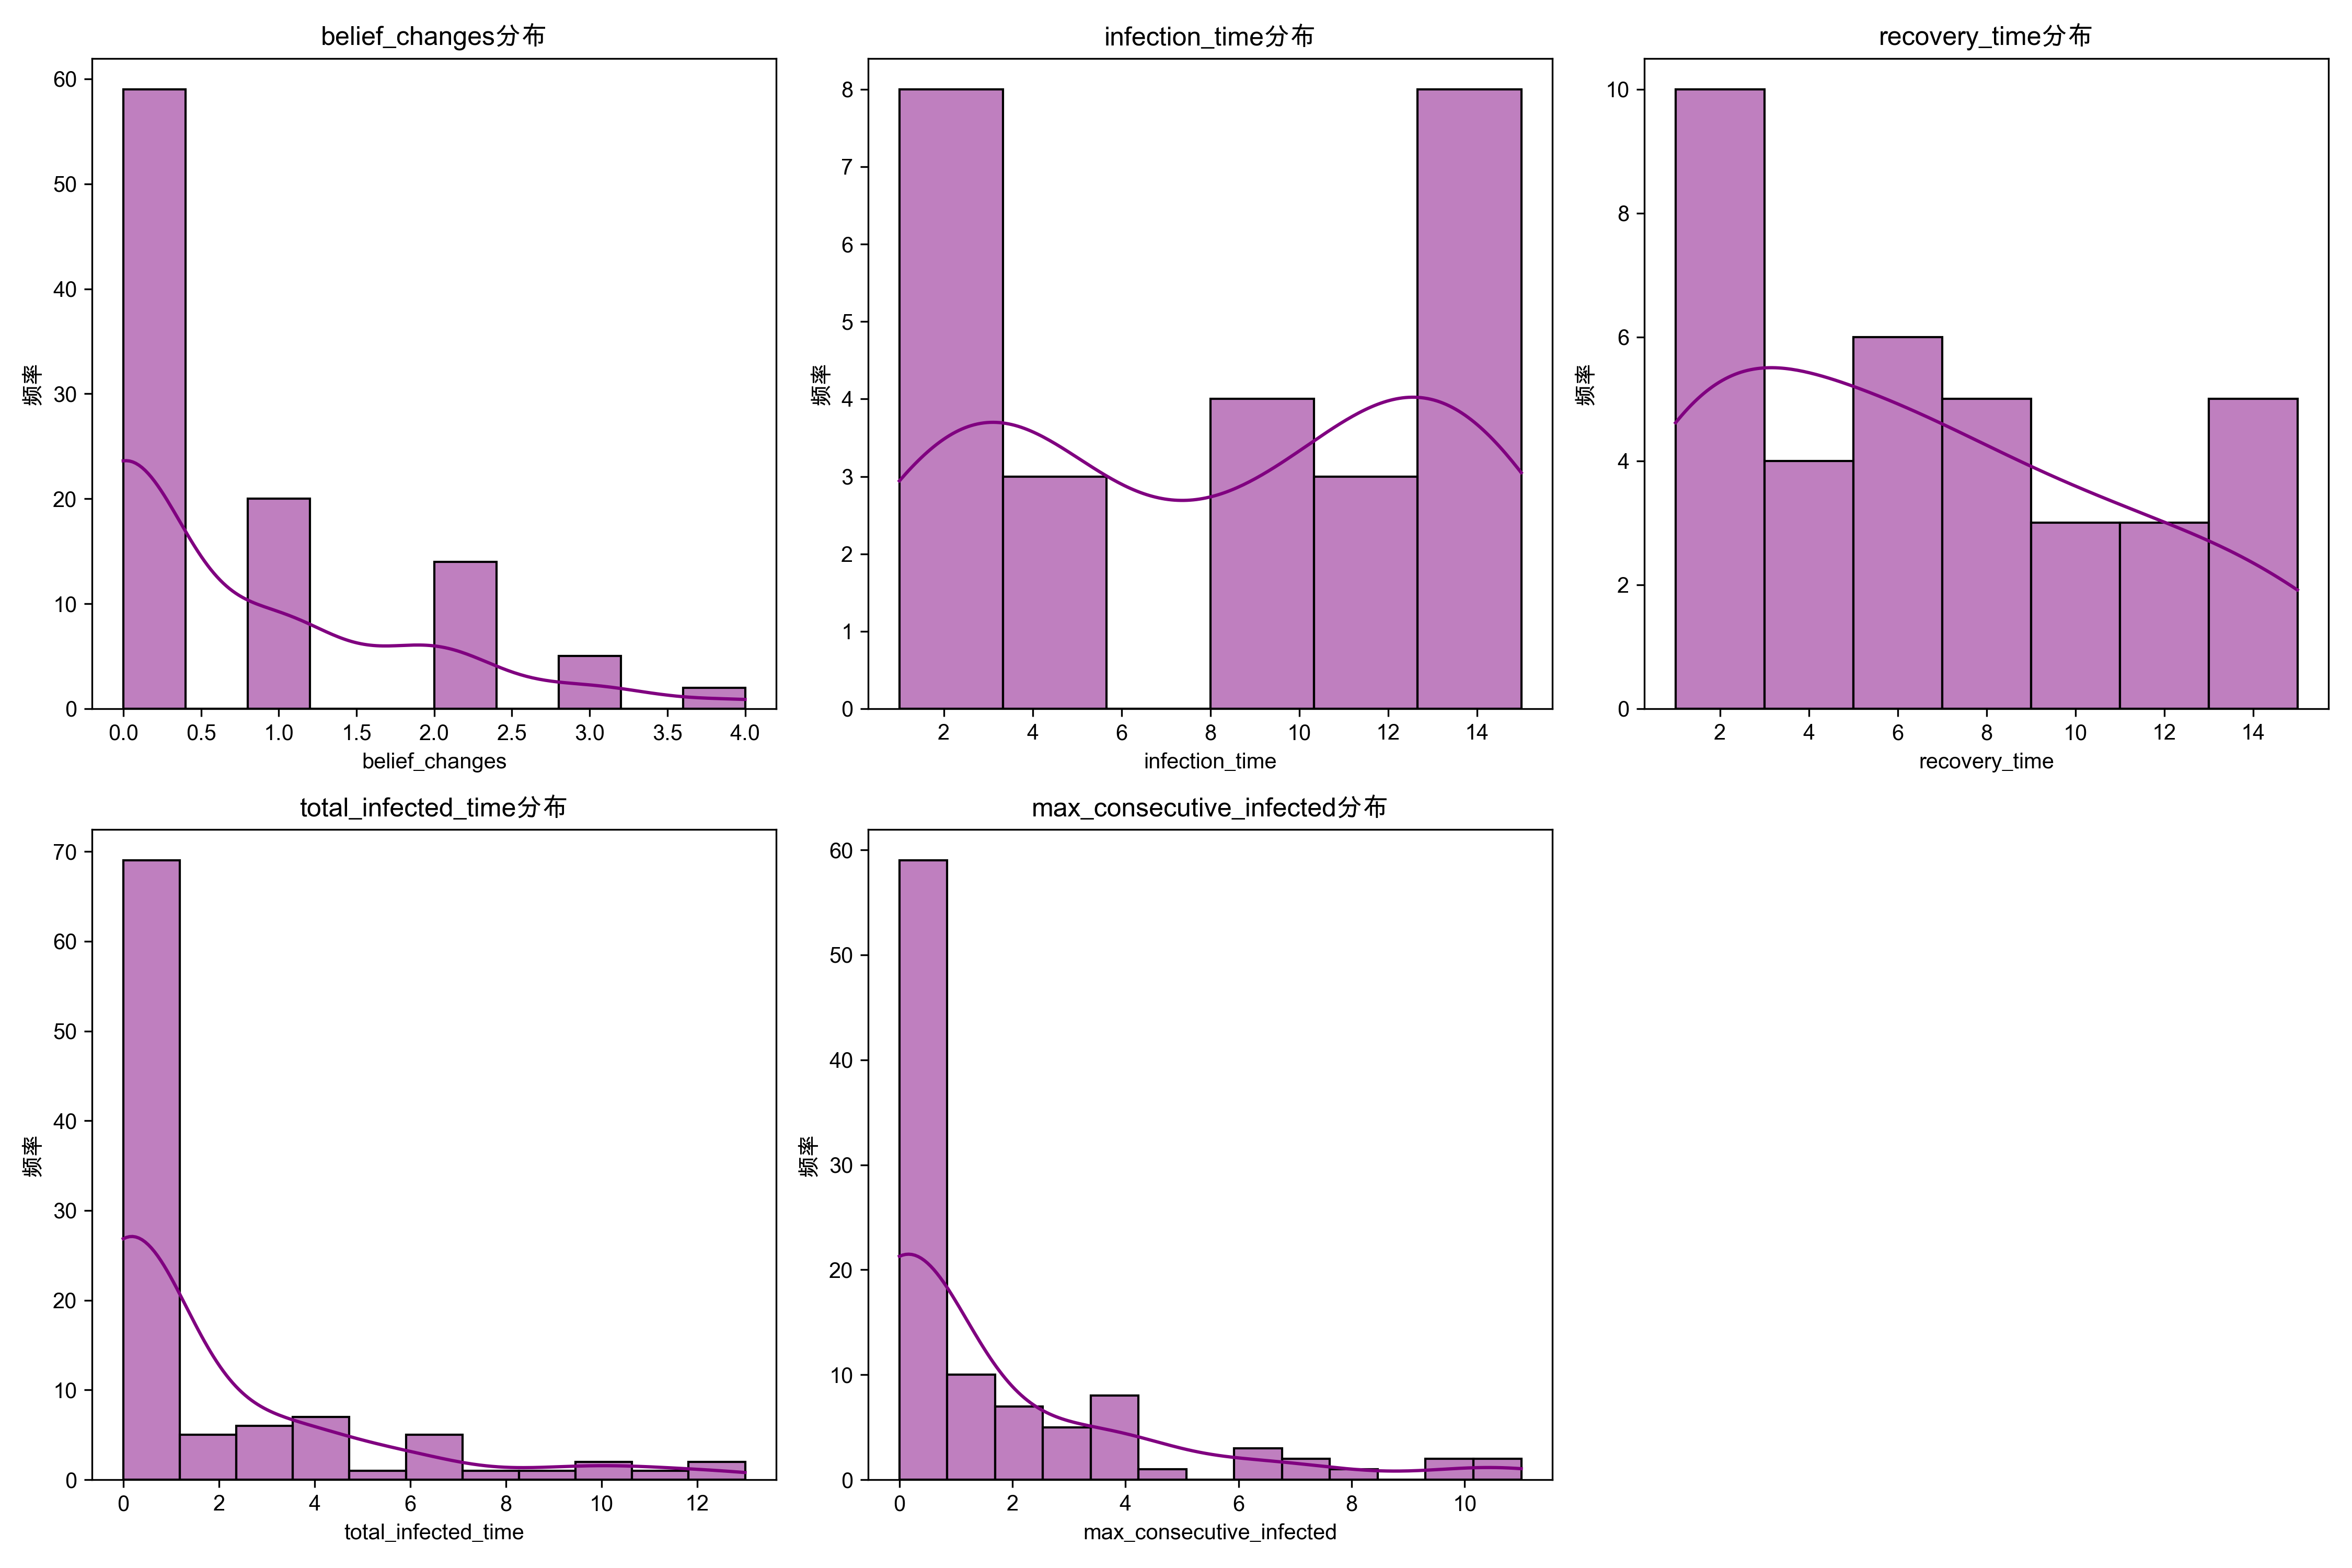 belief_changes分布
60
50
40
30
20
10
0
频率
0.0 0.5 1.0 1.5 2.0 2.5 3.0 3.5 4.0
belief_changes
infection_time分布
8
7
6
5
4
3
2
1
0
频率
2 4 6 8 10 12 14
infection_time
recovery_time分布
10
8
6
4
2
0
频率
2 4 6 8 10 12 14
recovery_time
total_infected_time分布
70
60
50
40
30
20
10
0
频率
0 2 4 6 8 10 12
total_infected_time
max_consecutive_infected分布
60
50
40
30
20
10
0
频率
0 2 4 6 8 10
max_consecutive_infected